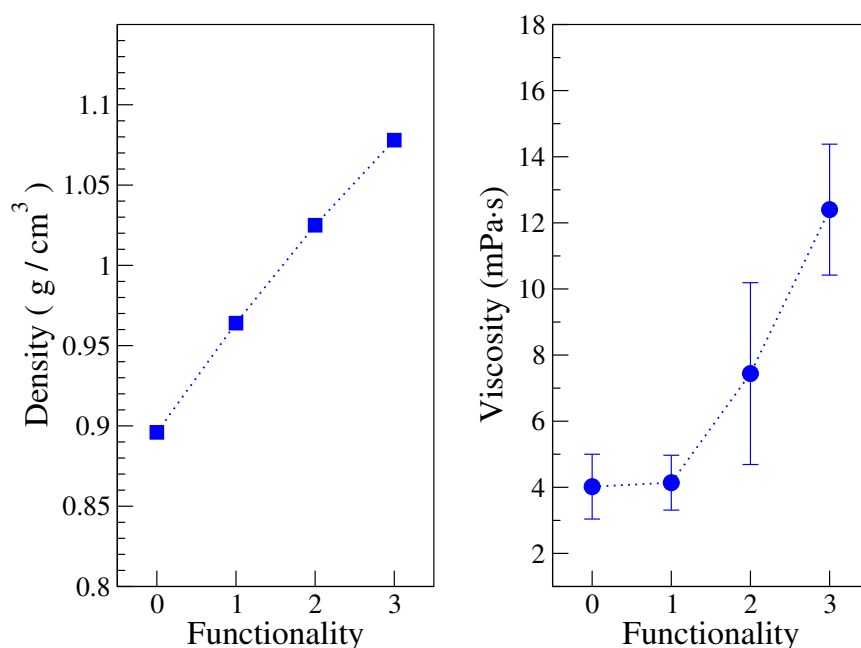 Density ( g / cm³ )
1.1
1.05
1
0.95
0.9
0.85
0.8
0 1 2 3
Functionality
Viscosity (mPa·s)
18
16
14
12
10
8
6
4
2
0 1 2 3
Functionality